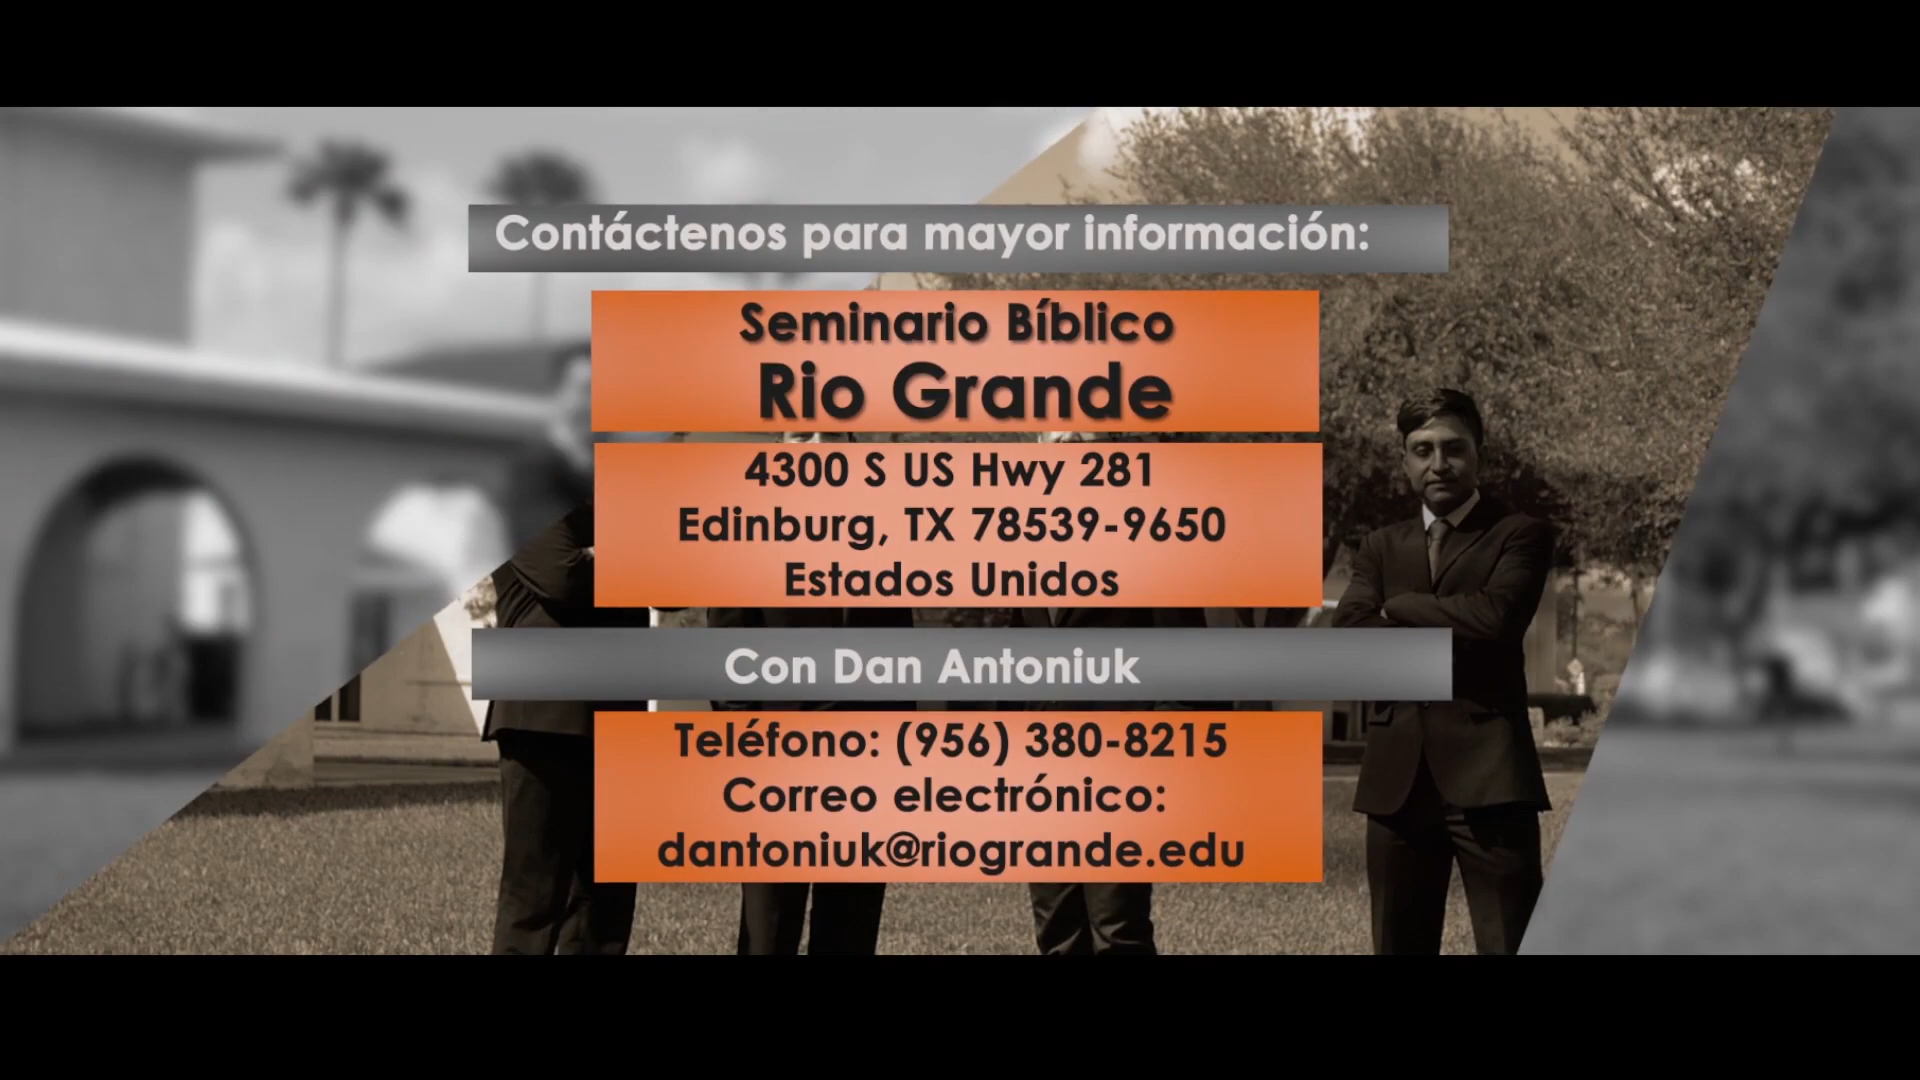 Contáctenos para mayor información:
Seminario Bíblico
Rio Grande
4300 S US Hwy 281
Edinburg, TX 78539-9650
Estados Unidos
Con Dan Antoniuk
Teléfono: (956) 380-8215
Correo electrónico:
dantoniuk@riogrande.edu